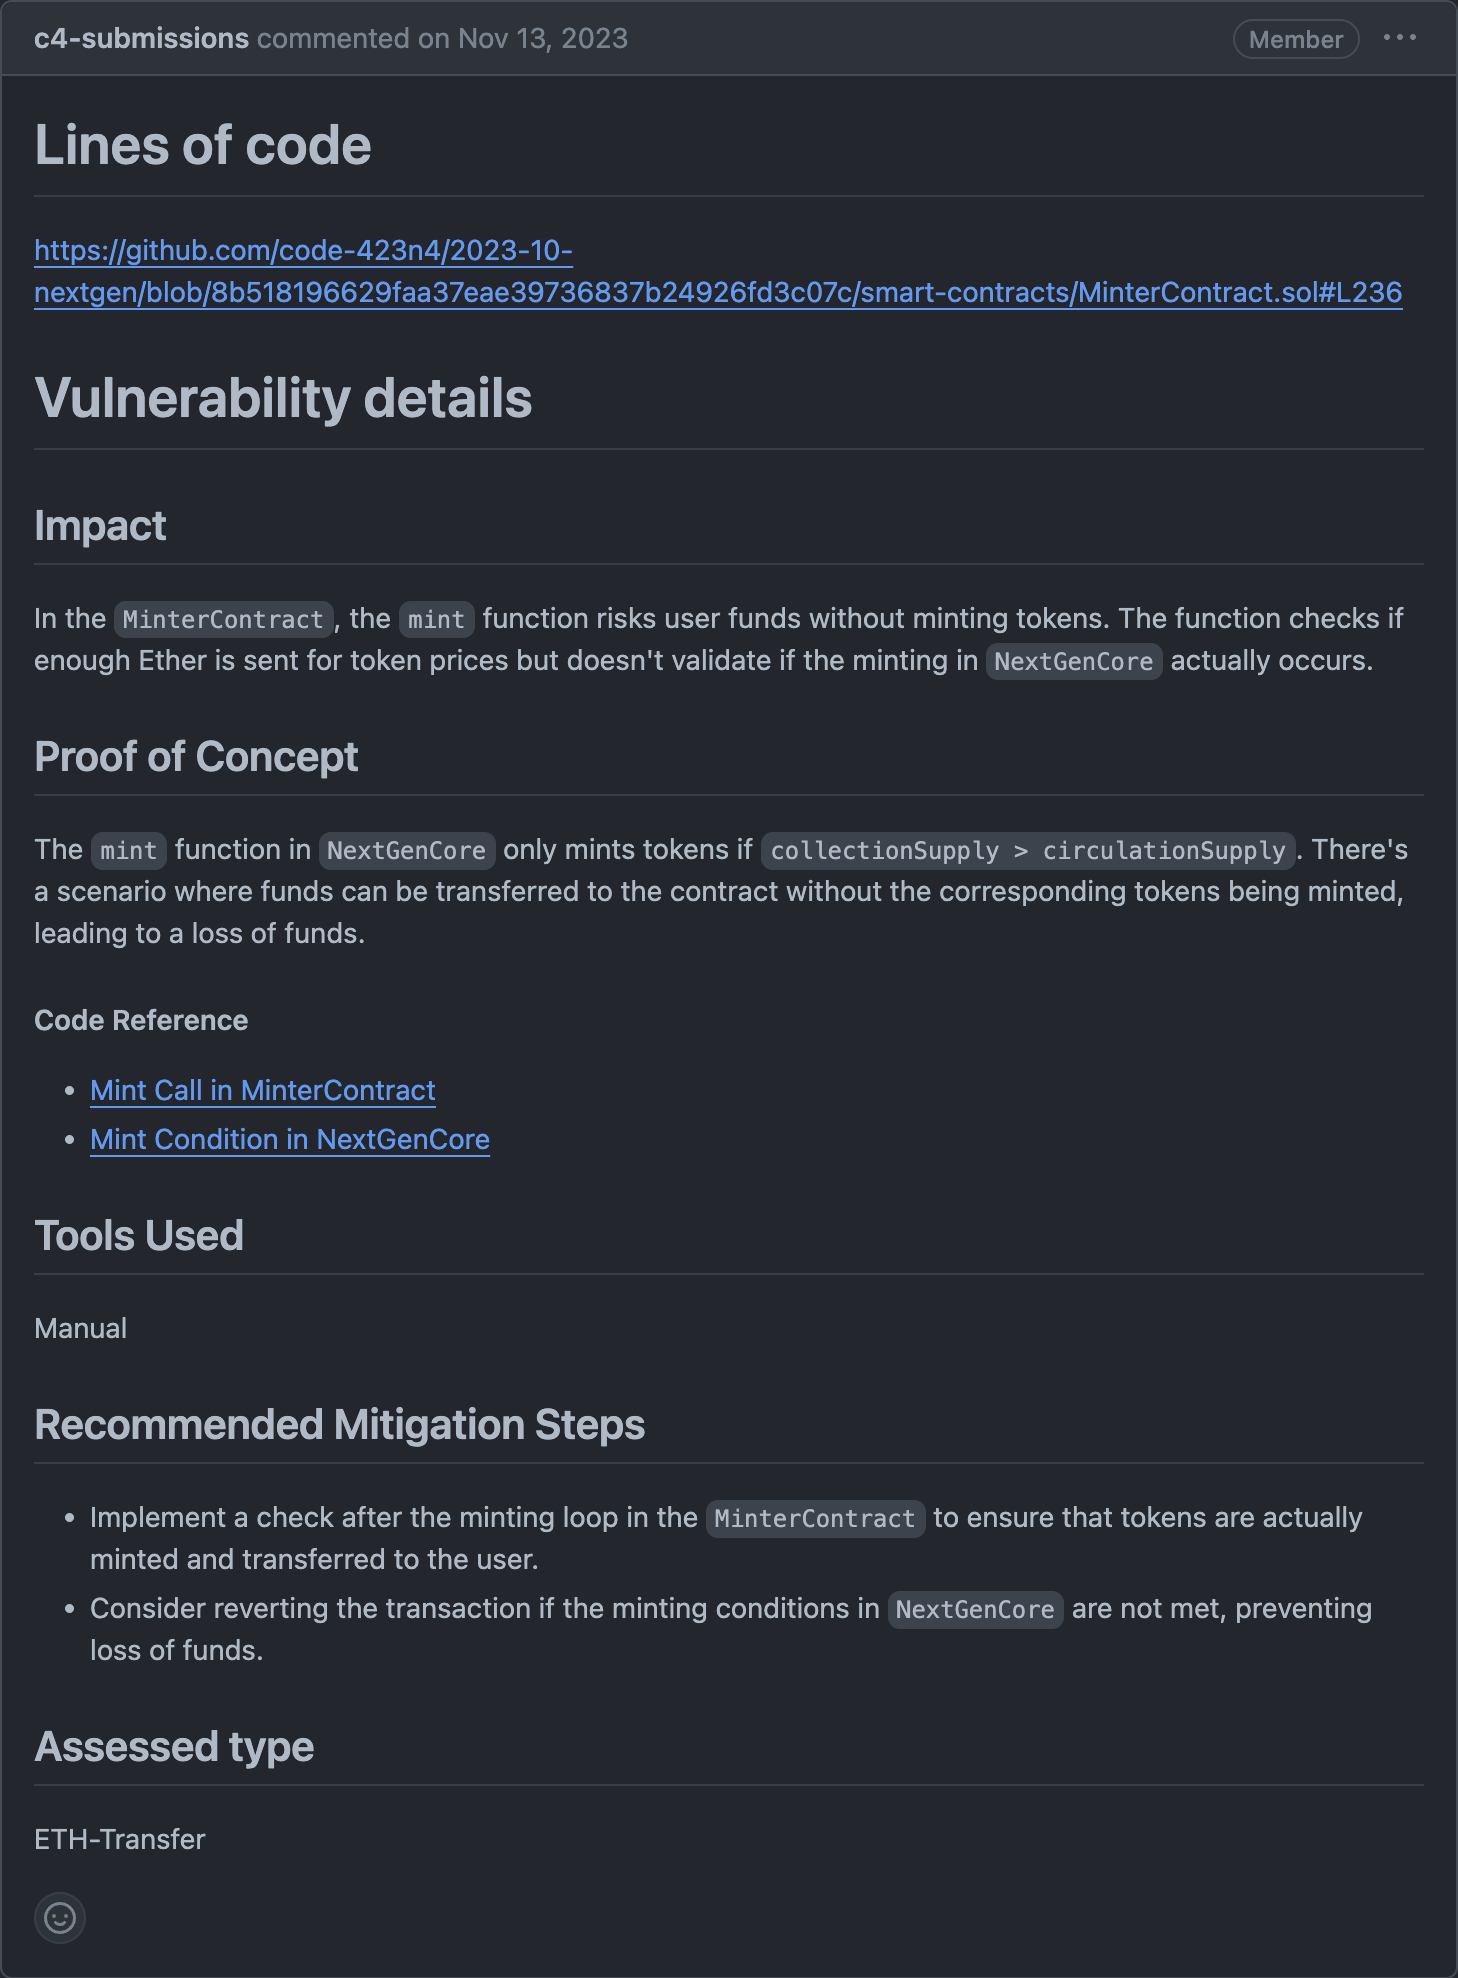 c4-submissions commented on Nov 13, 2023
Member
Lines of code
https://github.com/code-423n4/2023-10-
nextgen/blob/8b518196629faa37eae39736837b24926fd3c07c/smart-contracts/MinterContract.sol#L236
Vulnerability details
Impact
In the MinterContract, the mint function risks user funds without minting tokens. The function checks if
enough Ether is sent for token prices but doesn't validate if the minting in NextGenCore actually occurs.
Proof of Concept
The mint function in NextGenCore only mints tokens if collectionSupply > circulationSupply. There's
a scenario where funds can be transferred to the contract without the corresponding tokens being minted,
leading to a loss of funds.
Code Reference
• Mint Call in MinterContract
• Mint Condition in NextGenCore
Tools Used
Manual
Recommended Mitigation Steps
• Implement a check after the minting loop in the MinterContract to ensure that tokens are actually
minted and transferred to the user.
• Consider reverting the transaction if the minting conditions in NextGenCore are not met, preventing
loss of funds.
Assessed type
ETH-Transfer